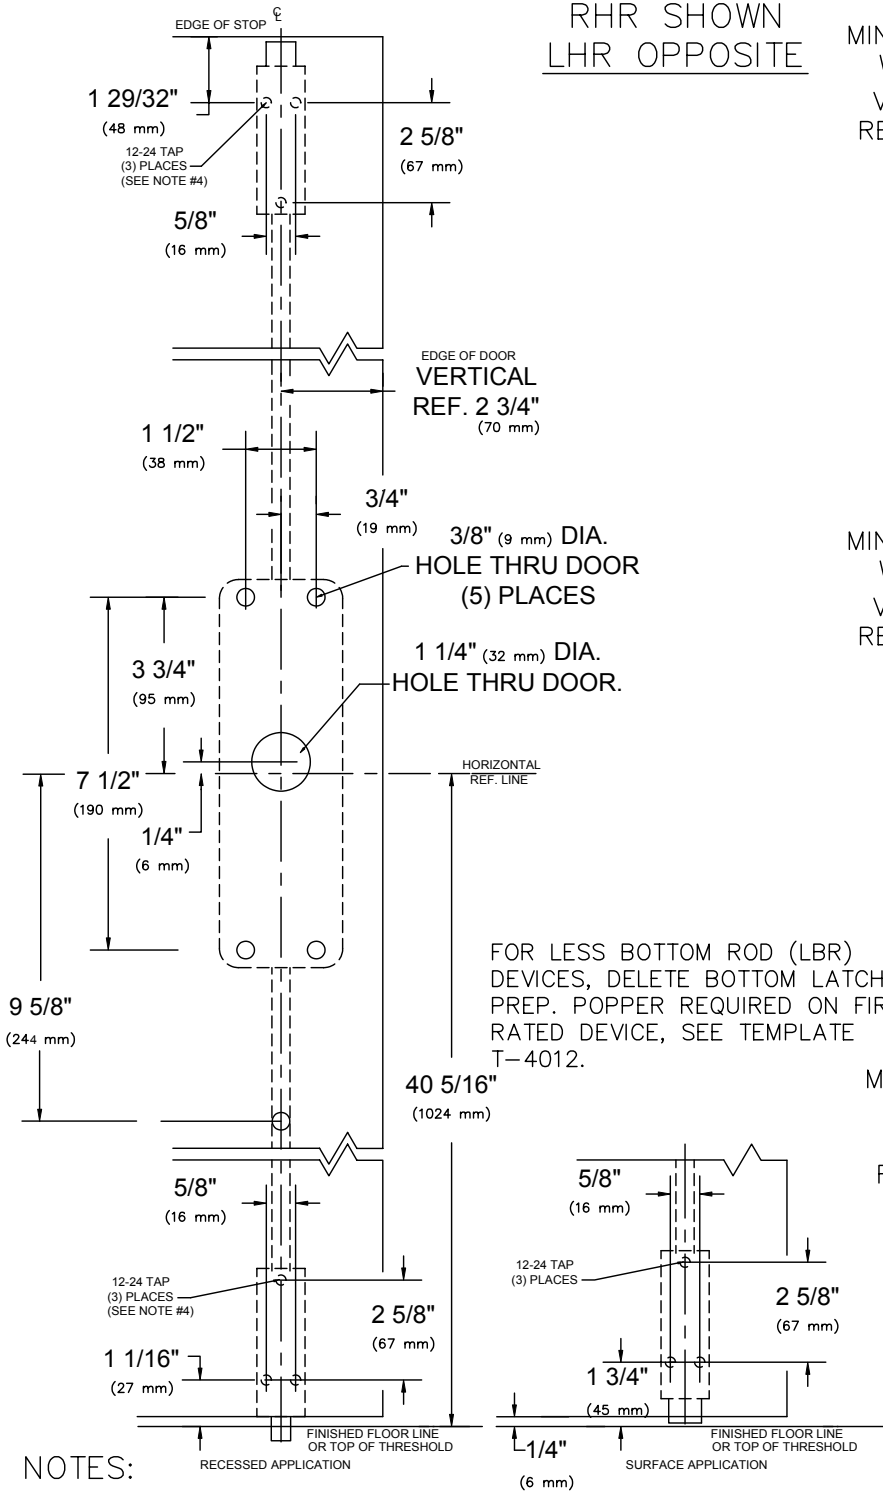 ℄
EDGE OF STOP
RHR SHOWN
LHR OPPOSITE
1 29/32"
(48 mm)
12-24 TAP
(3) PLACES
(SEE NOTE #4)
2 5/8"
(67 mm)
5/8"
(16 mm)
EDGE OF DOOR
VERTICAL
REF. 2 3/4"
(70 mm)
1 1/2"
(38 mm)
3/4"
(19 mm)
3/8" (9 mm) DIA.
HOLE THRU DOOR
(5) PLACES
3 3/4"
(95 mm)
1 1/4" (32 mm) DIA.
HOLE THRU DOOR.
HORIZONTAL
REF. LINE
7 1/2"
(190 mm)
1/4"
(6 mm)
9 5/8"
(244 mm)
FOR LESS BOTTOM ROD (LBR)
DEVICES, DELETE BOTTOM LATCH
PREP. POPPER REQUIRED ON FIR
RATED DEVICE, SEE TEMPLATE
T-4012.
40 5/16"
(1024 mm)
5/8"
(16 mm)
12-24 TAP
(3) PLACES
(SEE NOTE #4)
2 5/8"
(67 mm)
1 1/16"
(27 mm)
FINISHED FLOOR LINE
OR TOP OF THRESHOLD
RECESSED APPLICATION
5/8"
(16 mm)
12-24 TAP
(3) PLACES
2 5/8"
(67 mm)
1 3/4"
(45 mm)
1/4"
(6 mm)
FINISHED FLOOR LINE
OR TOP OF THRESHOLD
SURFACE APPLICATION
NOTES:
MIN
V
RE
MIN
V
RE
M